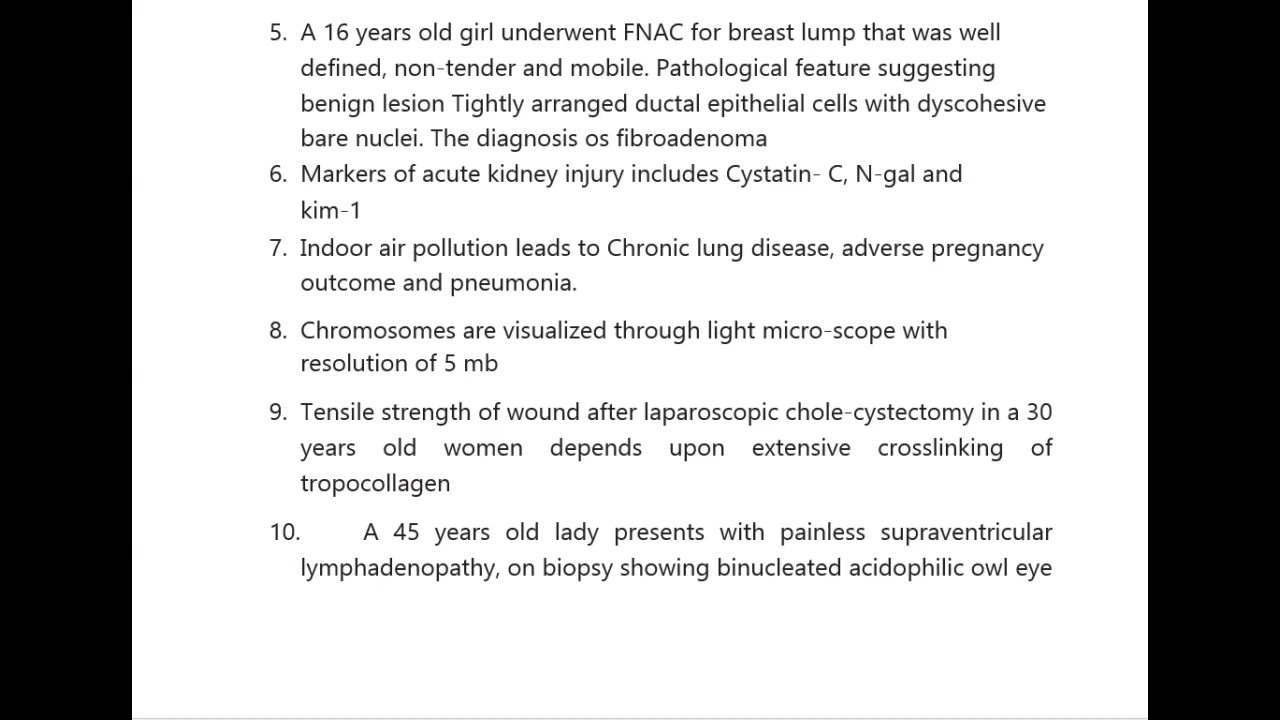 5. A 16 years old girl underwent FNAC for breast lump that was well
defined, non-tender and mobile. Pathological feature suggesting
benign lesion Tightly arranged ductal epithelial cells with dyscohesive
bare nuclei. The diagnosis os fibroadenoma
6. Markers of acute kidney injury includes Cystatin- C, N-gal and
kim-1
7. Indoor air pollution leads to Chronic lung disease, adverse pregnancy
outcome and pneumonia.
8. Chromosomes are visualized through light micro-scope with
resolution of 5 mb
9. Tensile strength of wound after laparoscopic chole-cystectomy in a 30
years old women depends upon extensive crosslinking of
tropocollagen
10. A 45 years old lady presents with painless supraventricular
lymphadenopathy, on biopsy showing binucleated acidophilic owl eye